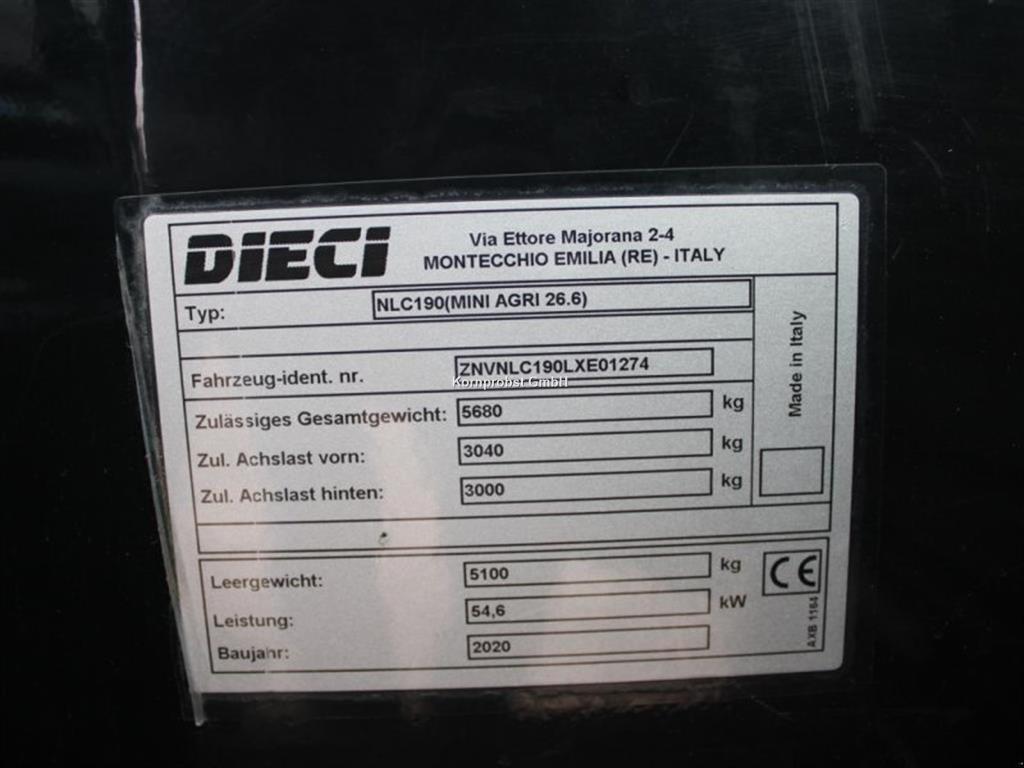 DIECI
Via Ettore Majorana 2-4
MONTECCHIO EMILIA (RE) - ITALY
Typ: NLC190(MINI AGRI 26.6)
Fahrzeug-ident. nr. ZNVNLC190LXE01274
Komprobst GmbH
Zulässiges Gesamtgewicht: 5680 kg
Zul. Achslast vorn: 3040 kg
Zul. Achslast hinten: 3000 kg
Made in Italy
Leergewicht: 5100 kg
Leistung: 54,6 kW
Baujahr: 2020
CE
AXB 1164